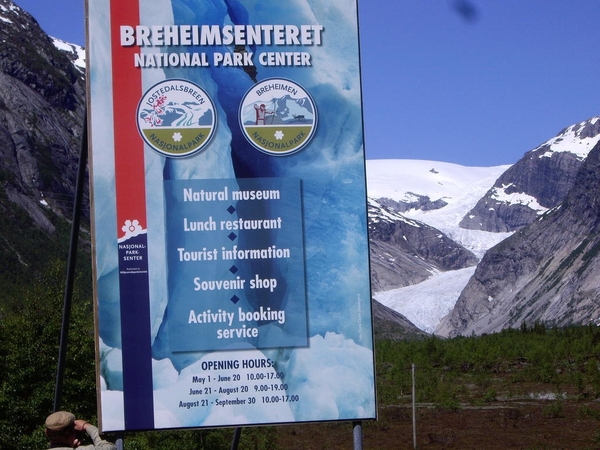 BREHEIMSENTERET
NATIONAL PARK CENTER
JOSTEDALSBREEN
NASJONALPARK
BREHEIMEN
NASJONALPARK
Natural museum
Lunch restaurant
Tourist information
Souvenir shop
Activity booking
service
NASJONAL-
PARK-
SENTER
OPENING HOURS:
May 1 - June 20 10.00-17.00
June 21 - August 20 9.00-19.00
August 21 - September 30 10.00-17.00